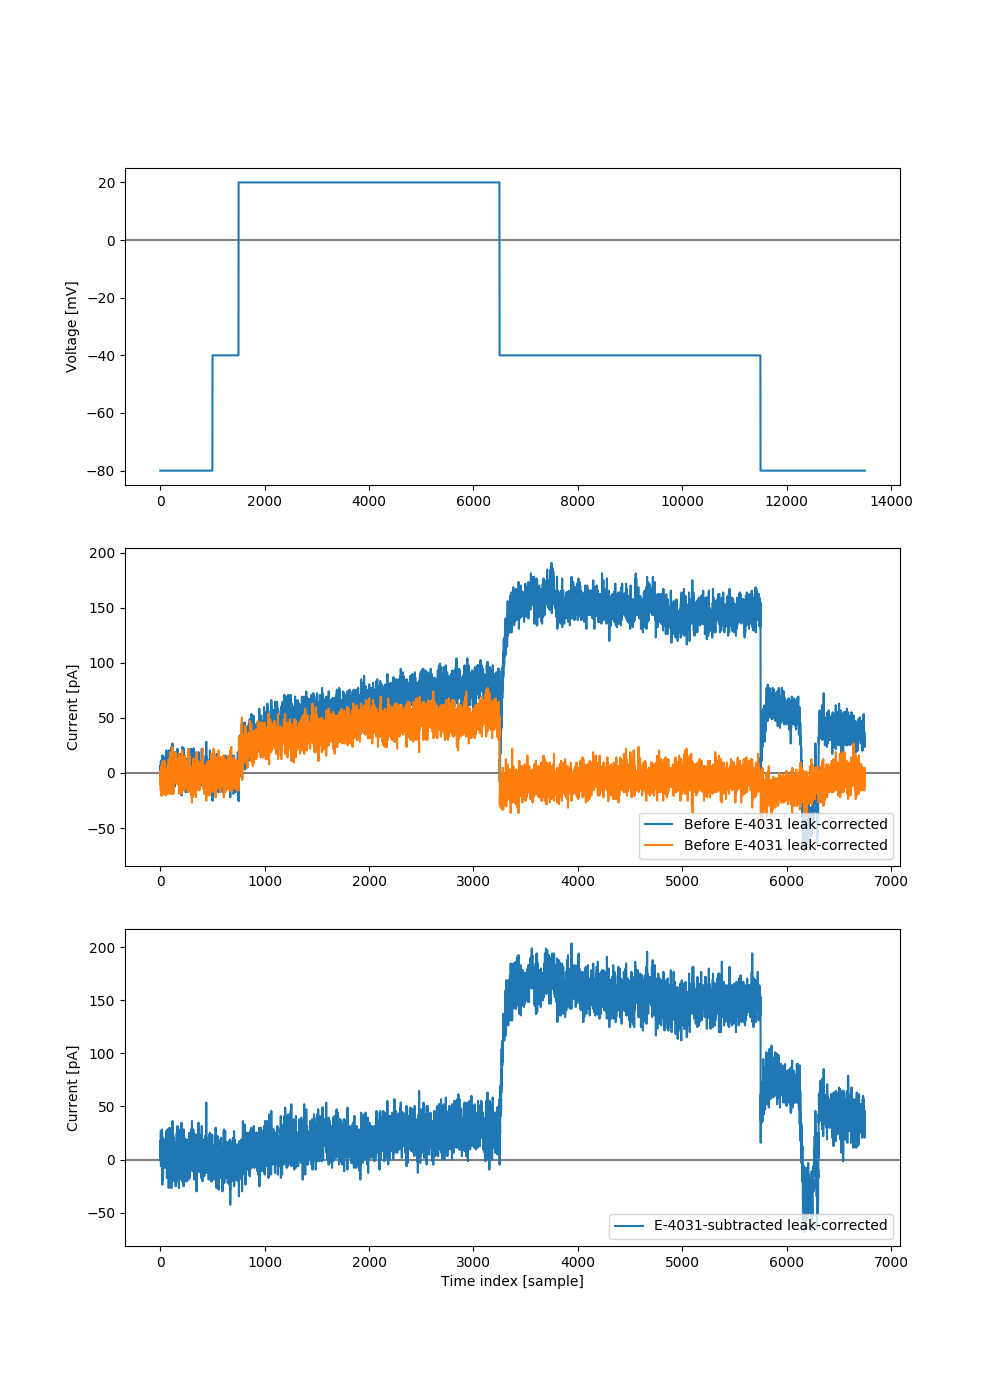 20
0
−20
−40
−60
−80
Voltage [mV]
0 2000 4000 6000 8000 10000 12000 14000
200
150
100
50
0
−50
Current [pA]
Before E-4031 leak-corrected
Before E-4031 leak-corrected
0 1000 2000 3000 4000 5000 6000 7000
200
150
100
50
0
−50
Current [pA]
E-4031-subtracted leak-corrected
0 1000 2000 3000 4000 5000 6000 7000
Time index [sample]